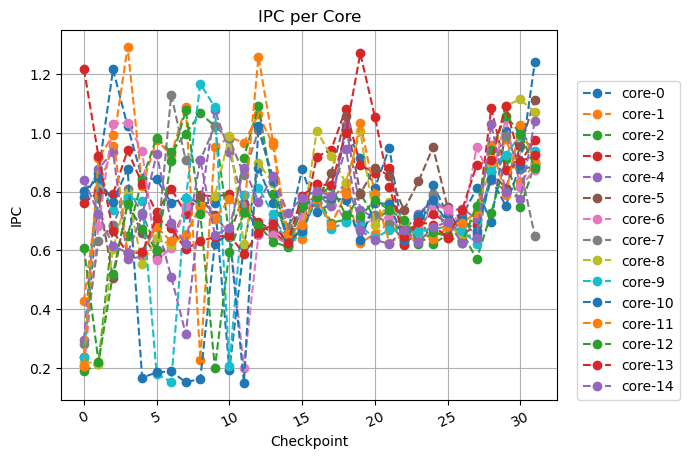 IPC per Core
IPC
1.2
1.0
0.8
0.6
0.4
0.2
0
5
10
15
20
25
30
Checkpoint
core-0
core-1
core-2
core-3
core-4
core-5
core-6
core-7
core-8
core-9
core-10
core-11
core-12
core-13
core-14